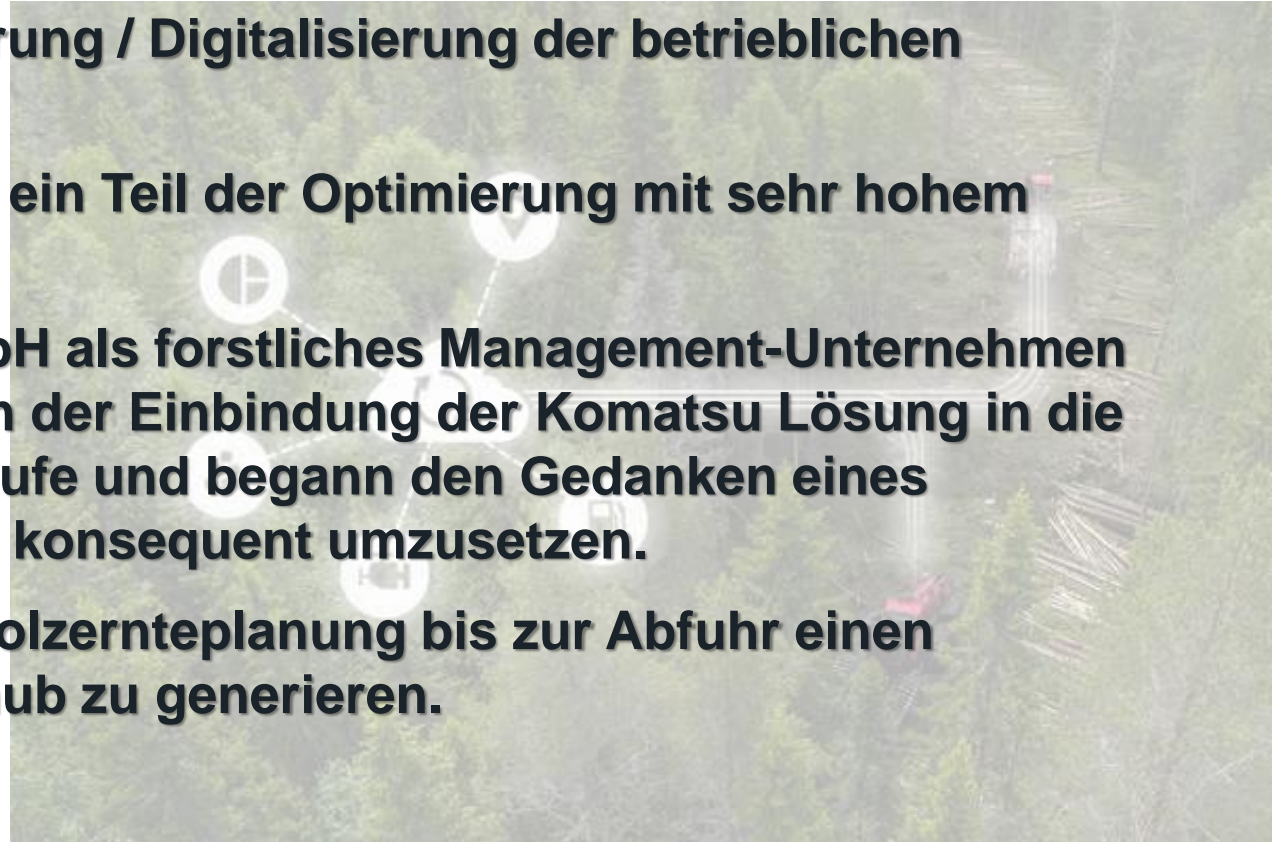 rung / Digitalisierung der betrieblichen
ein Teil der Optimierung mit sehr hohem
bH als forstliches Management-Unternehmen
n der Einbindung der Komatsu Lösung in die
ufe und begann den Gedanken eines
konsequent umzusetzen.
olzernteplanung bis zur Abfuhr einen
ub zu generieren.